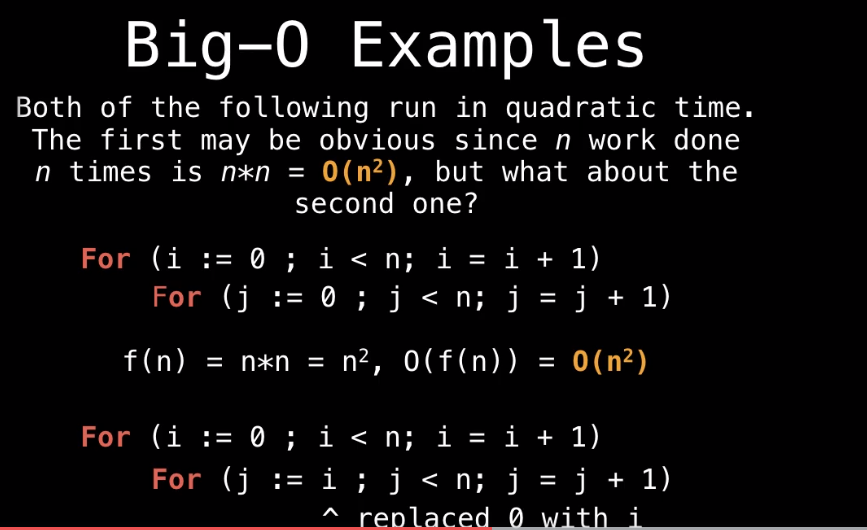 Big-O Examples
Both of the following run in quadratic time.
The first may be obvious since n work done
n times is n*n = O(n²), but what about the
second one?
For (i := 0 ; i < n; i = i + 1)
For (j := 0 ; j < n; j = j + 1)
f(n) = n*n = n², O(f(n)) = O(n²)
For (i := 0 ; i < n; i = i + 1)
For (j := i ; j < n; j = j + 1)
^ replaced 0 with i